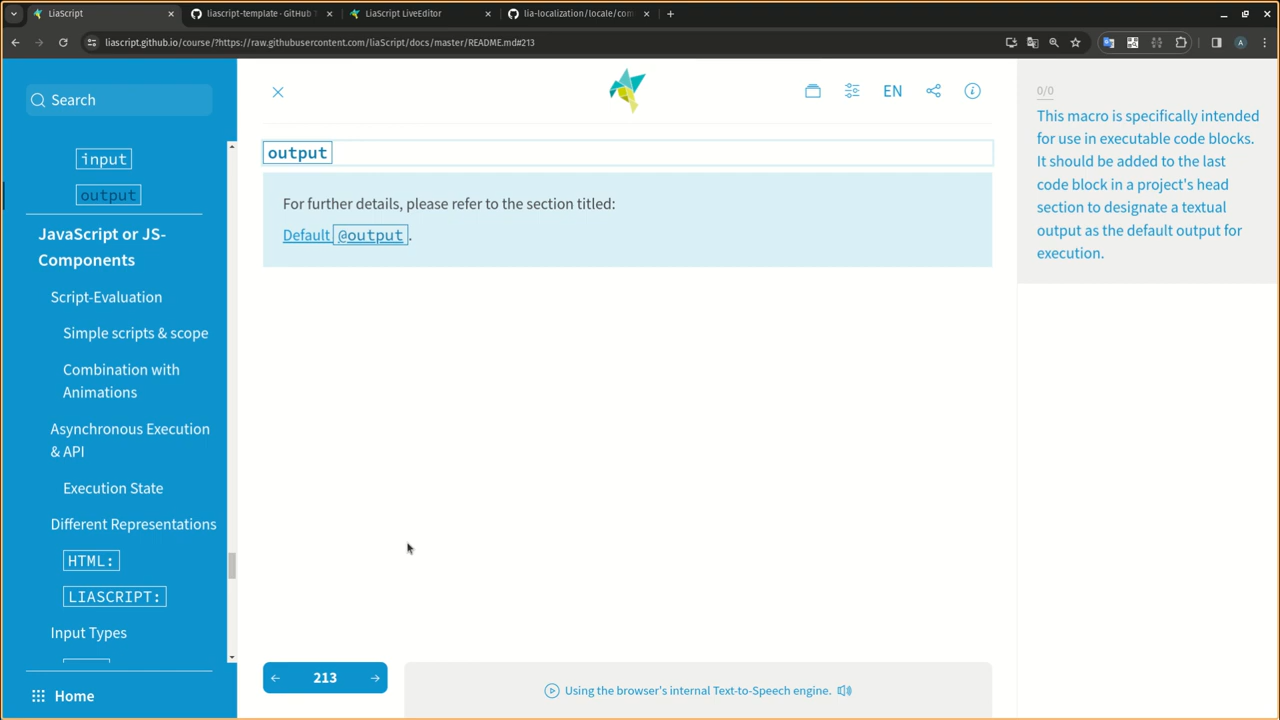 LiaScript
liascript-template · GitHub T
LiaScript LiveEditor
lia-localization/locale/com
liascript.github.io/course/?https://raw.githubusercontent.com/liaScript/docs/master/README.md#213
A
Search
input
output
JavaScript or JS-
Components
Script-Evaluation
Simple scripts & scope
Combination with
Animations
Asynchronous Execution
& API
Execution State
Different Representations
HTML:
LIASCRIPT:
Input Types
Home
EN
output
For further details, please refer to the section titled:
Default @output.
213
Using the browser's internal Text-to-Speech engine.
0/0
This macro is specifically intended
for use in executable code blocks.
It should be added to the last
code block in a project's head
section to designate a textual
output as the default output for
execution.